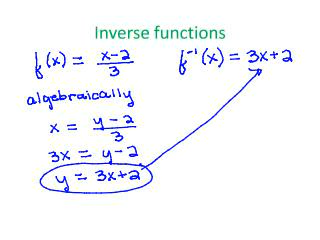 Inverse functions
f(x) = x-2/3
f⁻¹(x) = 3x+2
algebraically
x = y-2/3
3x = y-2
y = 3x+2